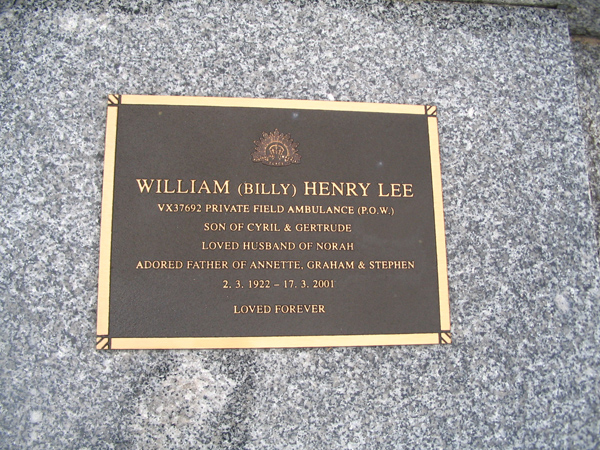 WILLIAM (BILLY) HENRY LEE
VX37692 PRIVATE FIELD AMBULANCE (P.O.W.)
SON OF CYRIL & GERTRUDE
LOVED HUSBAND OF NORAH
ADORED FATHER OF ANNETTE, GRAHAM & STEPHEN
2. 3. 1922 – 17. 3. 2001
LOVED FOREVER